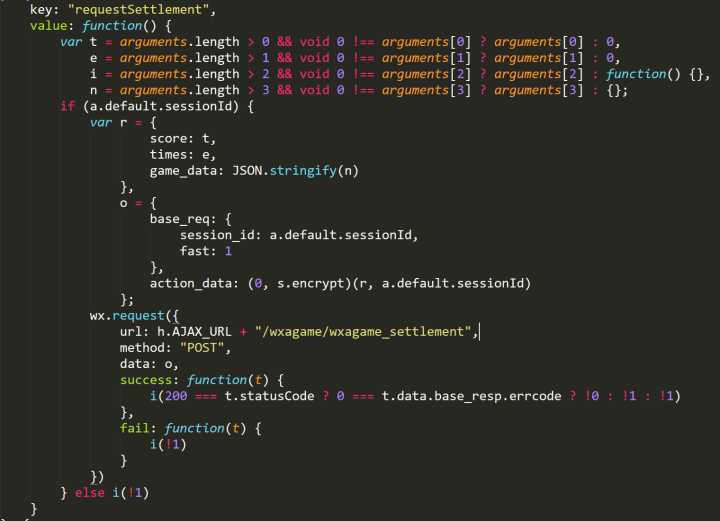 key: "requestSettlement",
value: function() {
var t = arguments.length > 0 && void 0 !== arguments[0] ? arguments[0] : 0,
e = arguments.length > 1 && void 0 !== arguments[1] ? arguments[1] : 0,
i = arguments.length > 2 && void 0 !== arguments[2] ? arguments[2] : function() {},
n = arguments.length > 3 && void 0 !== arguments[3] ? arguments[3] : {};
if (a.default.sessionId) {
var r = {
score: t,
times: e,
game_data: JSON.stringify(n)
},
o = {
base_req: {
session_id: a.default.sessionId,
fast: 1
},
action_data: (0, s.encrypt)(r, a.default.sessionId)
};
wx.request({
url: h.AJAX_URL + "/wxagame/wxagame_settlement",
method: "POST",
data: o,
success: function(t) {
i(200 === t.statusCode ? 0 === t.data.base_resp.errcode ? !0 : !1 : !1)
},
fail: function(t) {
i(!1)
}
})
} else i(!1)
}